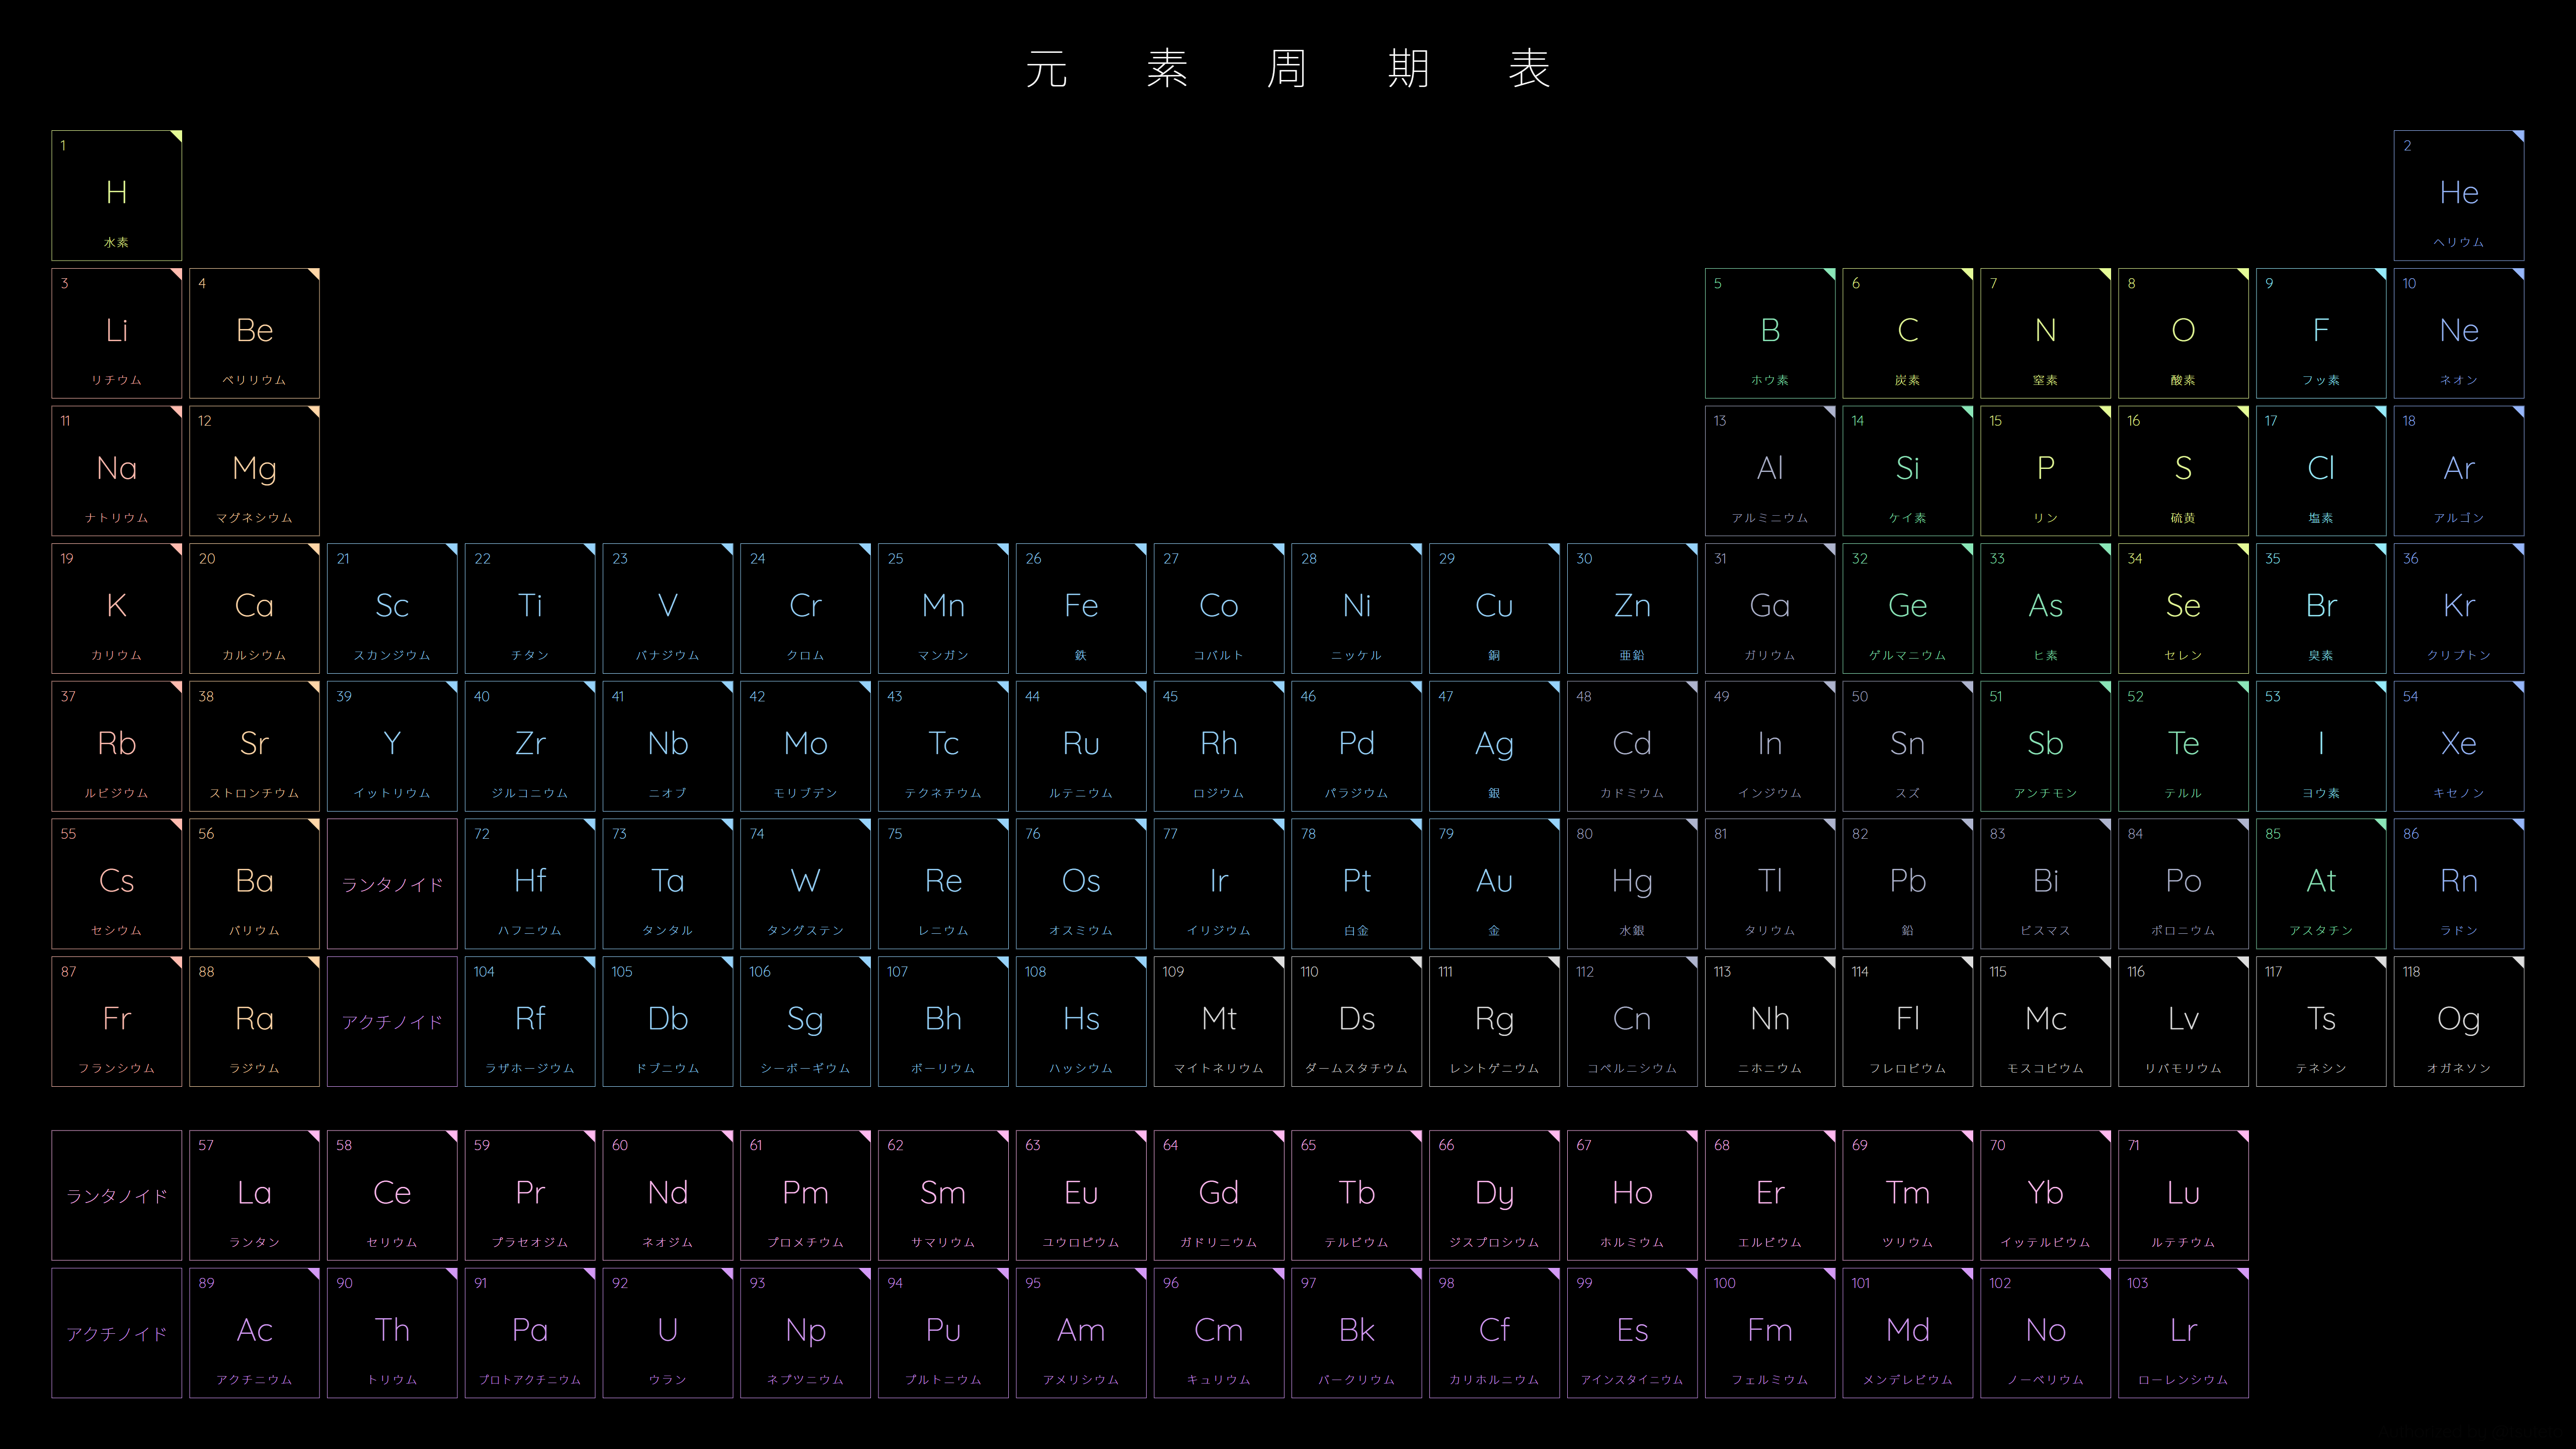 元素周期表
1 2
H He
水素 ヘリウム
3 4 5 6 7 8 9 10
Li Be B C N O F Ne
リチウム ベリリウム ホウ素 炭素 窒素 酸素 フッ素 ネオン
11 12 13 14 15 16 17 18
Na Mg Al Si P S Cl Ar
ナトリウム マグネシウム アルミニウム ケイ素 リン 硫黄 塩素 アルゴン
19 20 21 22 23 24 25 26 27 28 29 30 31 32 33 34 35 36
K Ca Sc Ti V Cr Mn Fe Co Ni Cu Zn Ga Ge As Se Br Kr
カリウム カルシウム スカンジウム チタン バナジウム クロム マンガン 鉄 コバルト ニッケル 銅 亜鉛 ガリウム ゲルマニウム ヒ素 セレン 臭素 クリプトン
37 38 39 40 41 42 43 44 45 46 47 48 49 50 51 52 53 54
Rb Sr Y Zr Nb Mo Tc Ru Rh Pd Ag Cd In Sn Sb Te I Xe
ルビジウム ストロンチウム イットリウム ジルコニウム ニオブ モリブデン テクネチウム ルテニウム ロジウム パラジウム 銀 カドミウム インジウム スズ アンチモン テルル ヨウ素 キセノン
55 56 72 73 74 75 76 77 78 79 80 81 82 83 84 85 86
Cs Ba ランタノイド Hf Ta W Re Os Ir Pt Au Hg Tl Pb Bi Po At Rn
セシウム バリウム ハフニウム タンタル タングステン レニウム オスミウム イリジウム 白金 金 水銀 タリウム 鉛 ビスマス ポロニウム アスタチン ラドン
87 88 104 105 106 107 108 109 110 111 112 113 114 115 116 117 118
Fr Ra アクチノイド Rf Db Sg Bh Hs Mt Ds Rg Cn Nh Fl Mc Lv Ts Og
フランシウム ラジウム ラザホージウム ドブニウム シーボーギウム ボーリウム ハッシウム マイトネリウム ダームスタチウム レントゲニウム コペルニシウム ニホニウム フレロビウム モスコビウム リバモリウム テネシン オガネソン
57 58 59 60 61 62 63 64 65 66 67 68 69 70 71
ランタノイド La Ce Pr Nd Pm Sm Eu Gd Tb Dy Ho Er Tm Yb Lu
ランタン セリウム プラセオジム ネオジム プロメチウム サマリウム ユウロピウム ガドリニウム テルビウム ジスプロシウム ホルミウム エルビウム ツリウム イッテルビウム ルテチウム
89 90 91 92 93 94 95 96 97 98 99 100 101 102 103
アクチノイド Ac Th Pa U Np Pu Am Cm Bk Cf Es Fm Md No Lr
アクチニウム トリウム プロトアクチニウム ウラン ネプツニウム プルトニウム アメリシウム キュリウム バークリウム カリホルニウム アインスタイニウム フェルミウム メンデレビウム ノーベリウム ローレンシウム